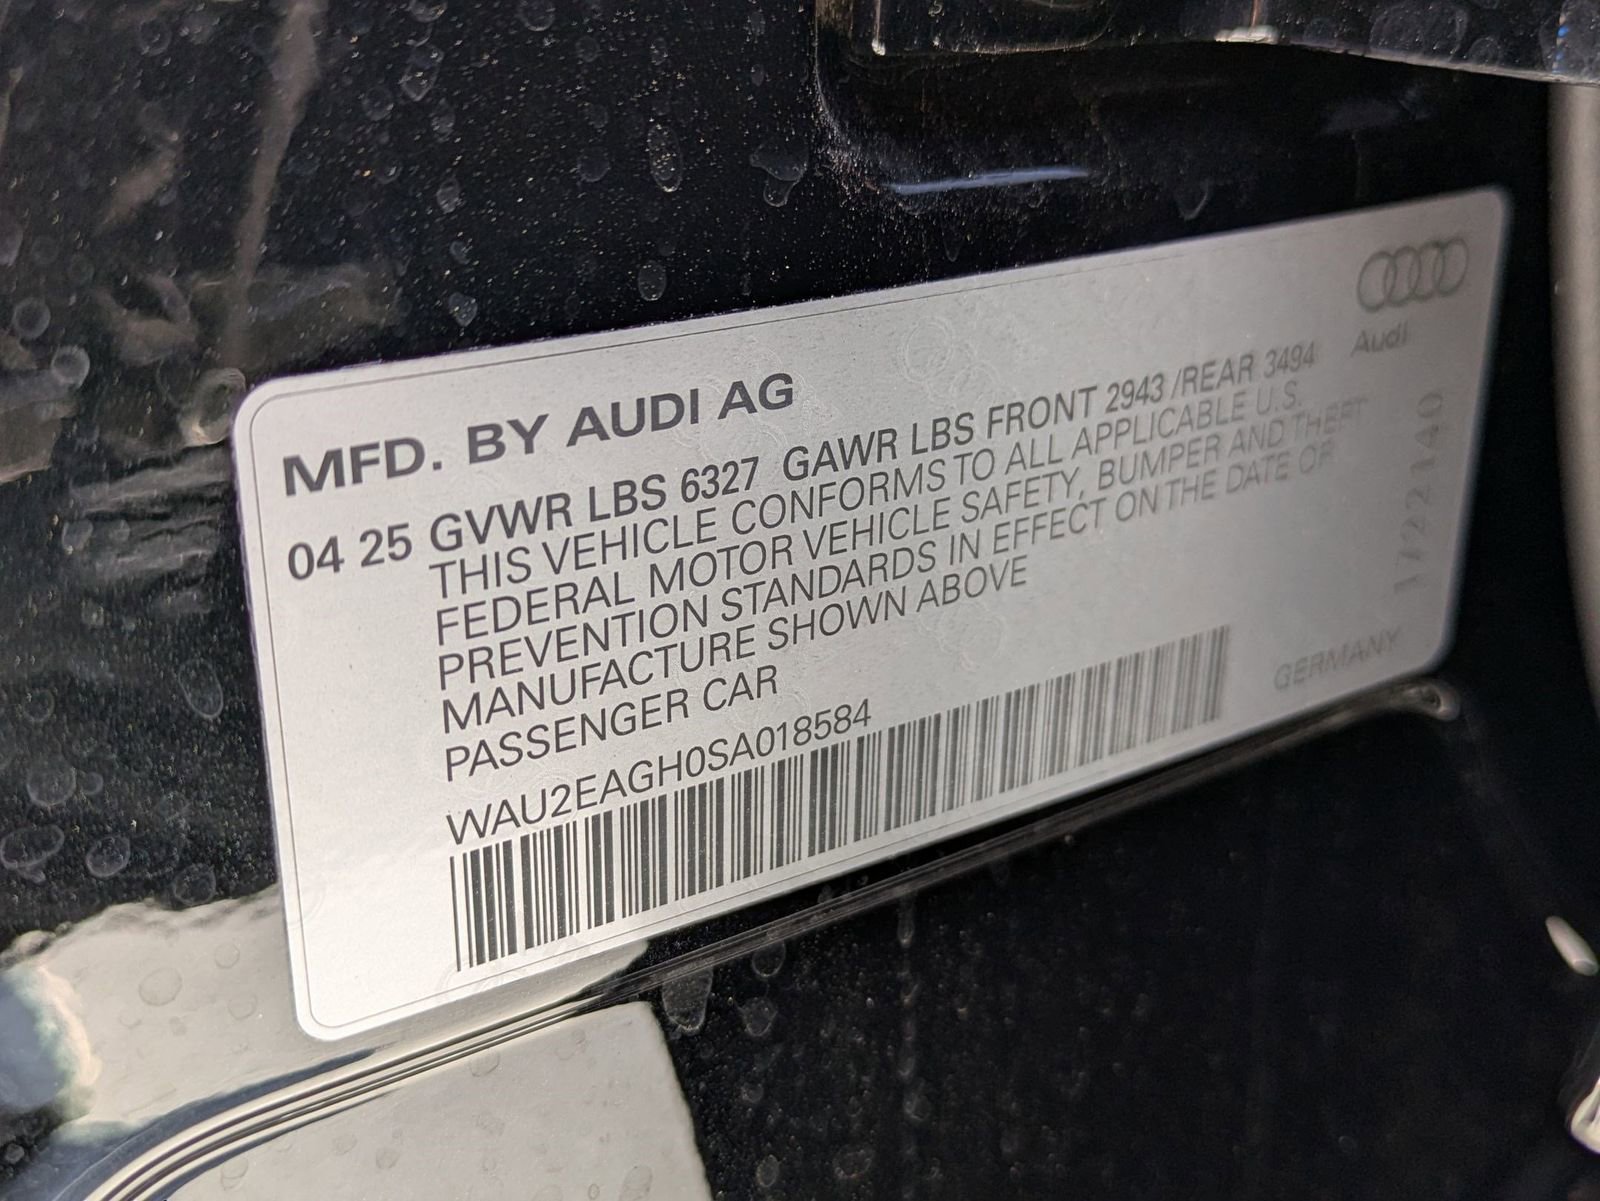 Audi
MFD. BY AUDI AG
04 25 GVWR LBS 6327 GAWR LBS FRONT 2943 /REAR 3494
THIS VEHICLE CONFORMS TO ALL APPLICABLE U.S.
FEDERAL MOTOR VEHICLE SAFETY, BUMPER AND THEFT
PREVENTION STANDARDS IN EFFECT ON THE DATE OF
MANUFACTURE SHOWN ABOVE
PASSENGER CAR
WAU2EAGH0SA018584
GERMANY